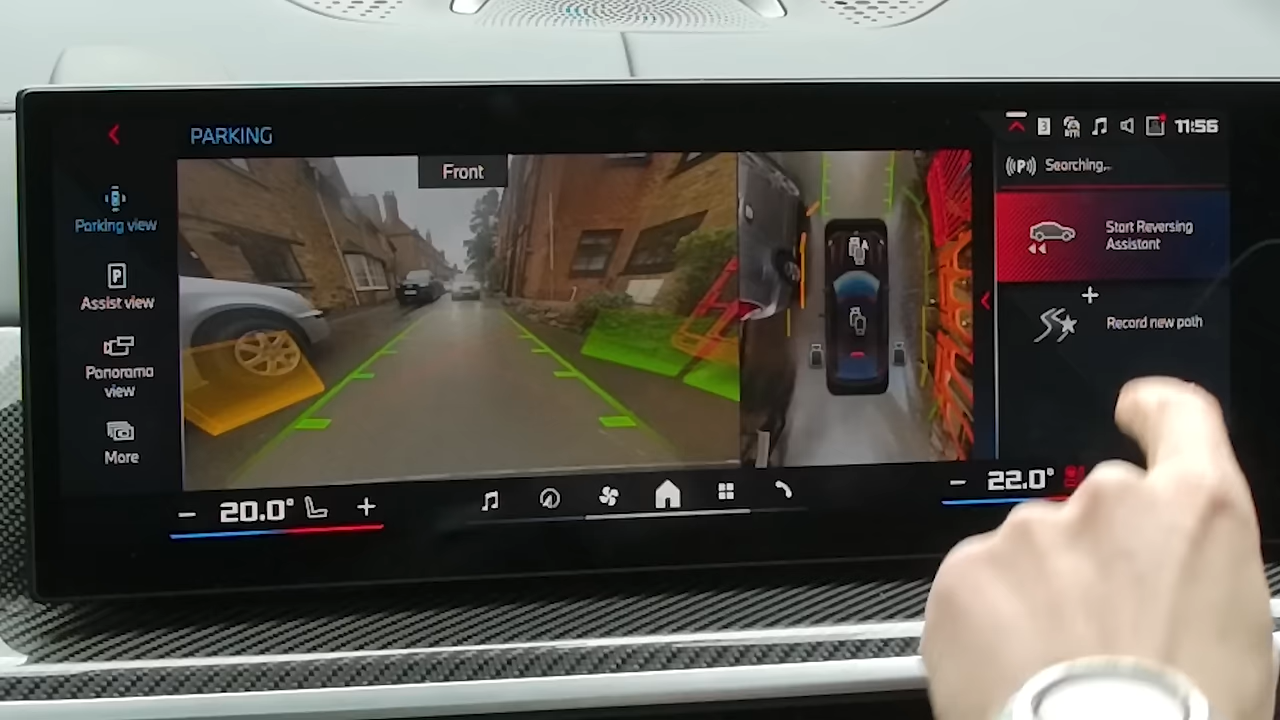 PARKING
3
11:56
Front
Searching...
Parking view
Start Reversing
Assistant
P
Assist view
Record new path
Panorama
view
More
20.0°
22.0°